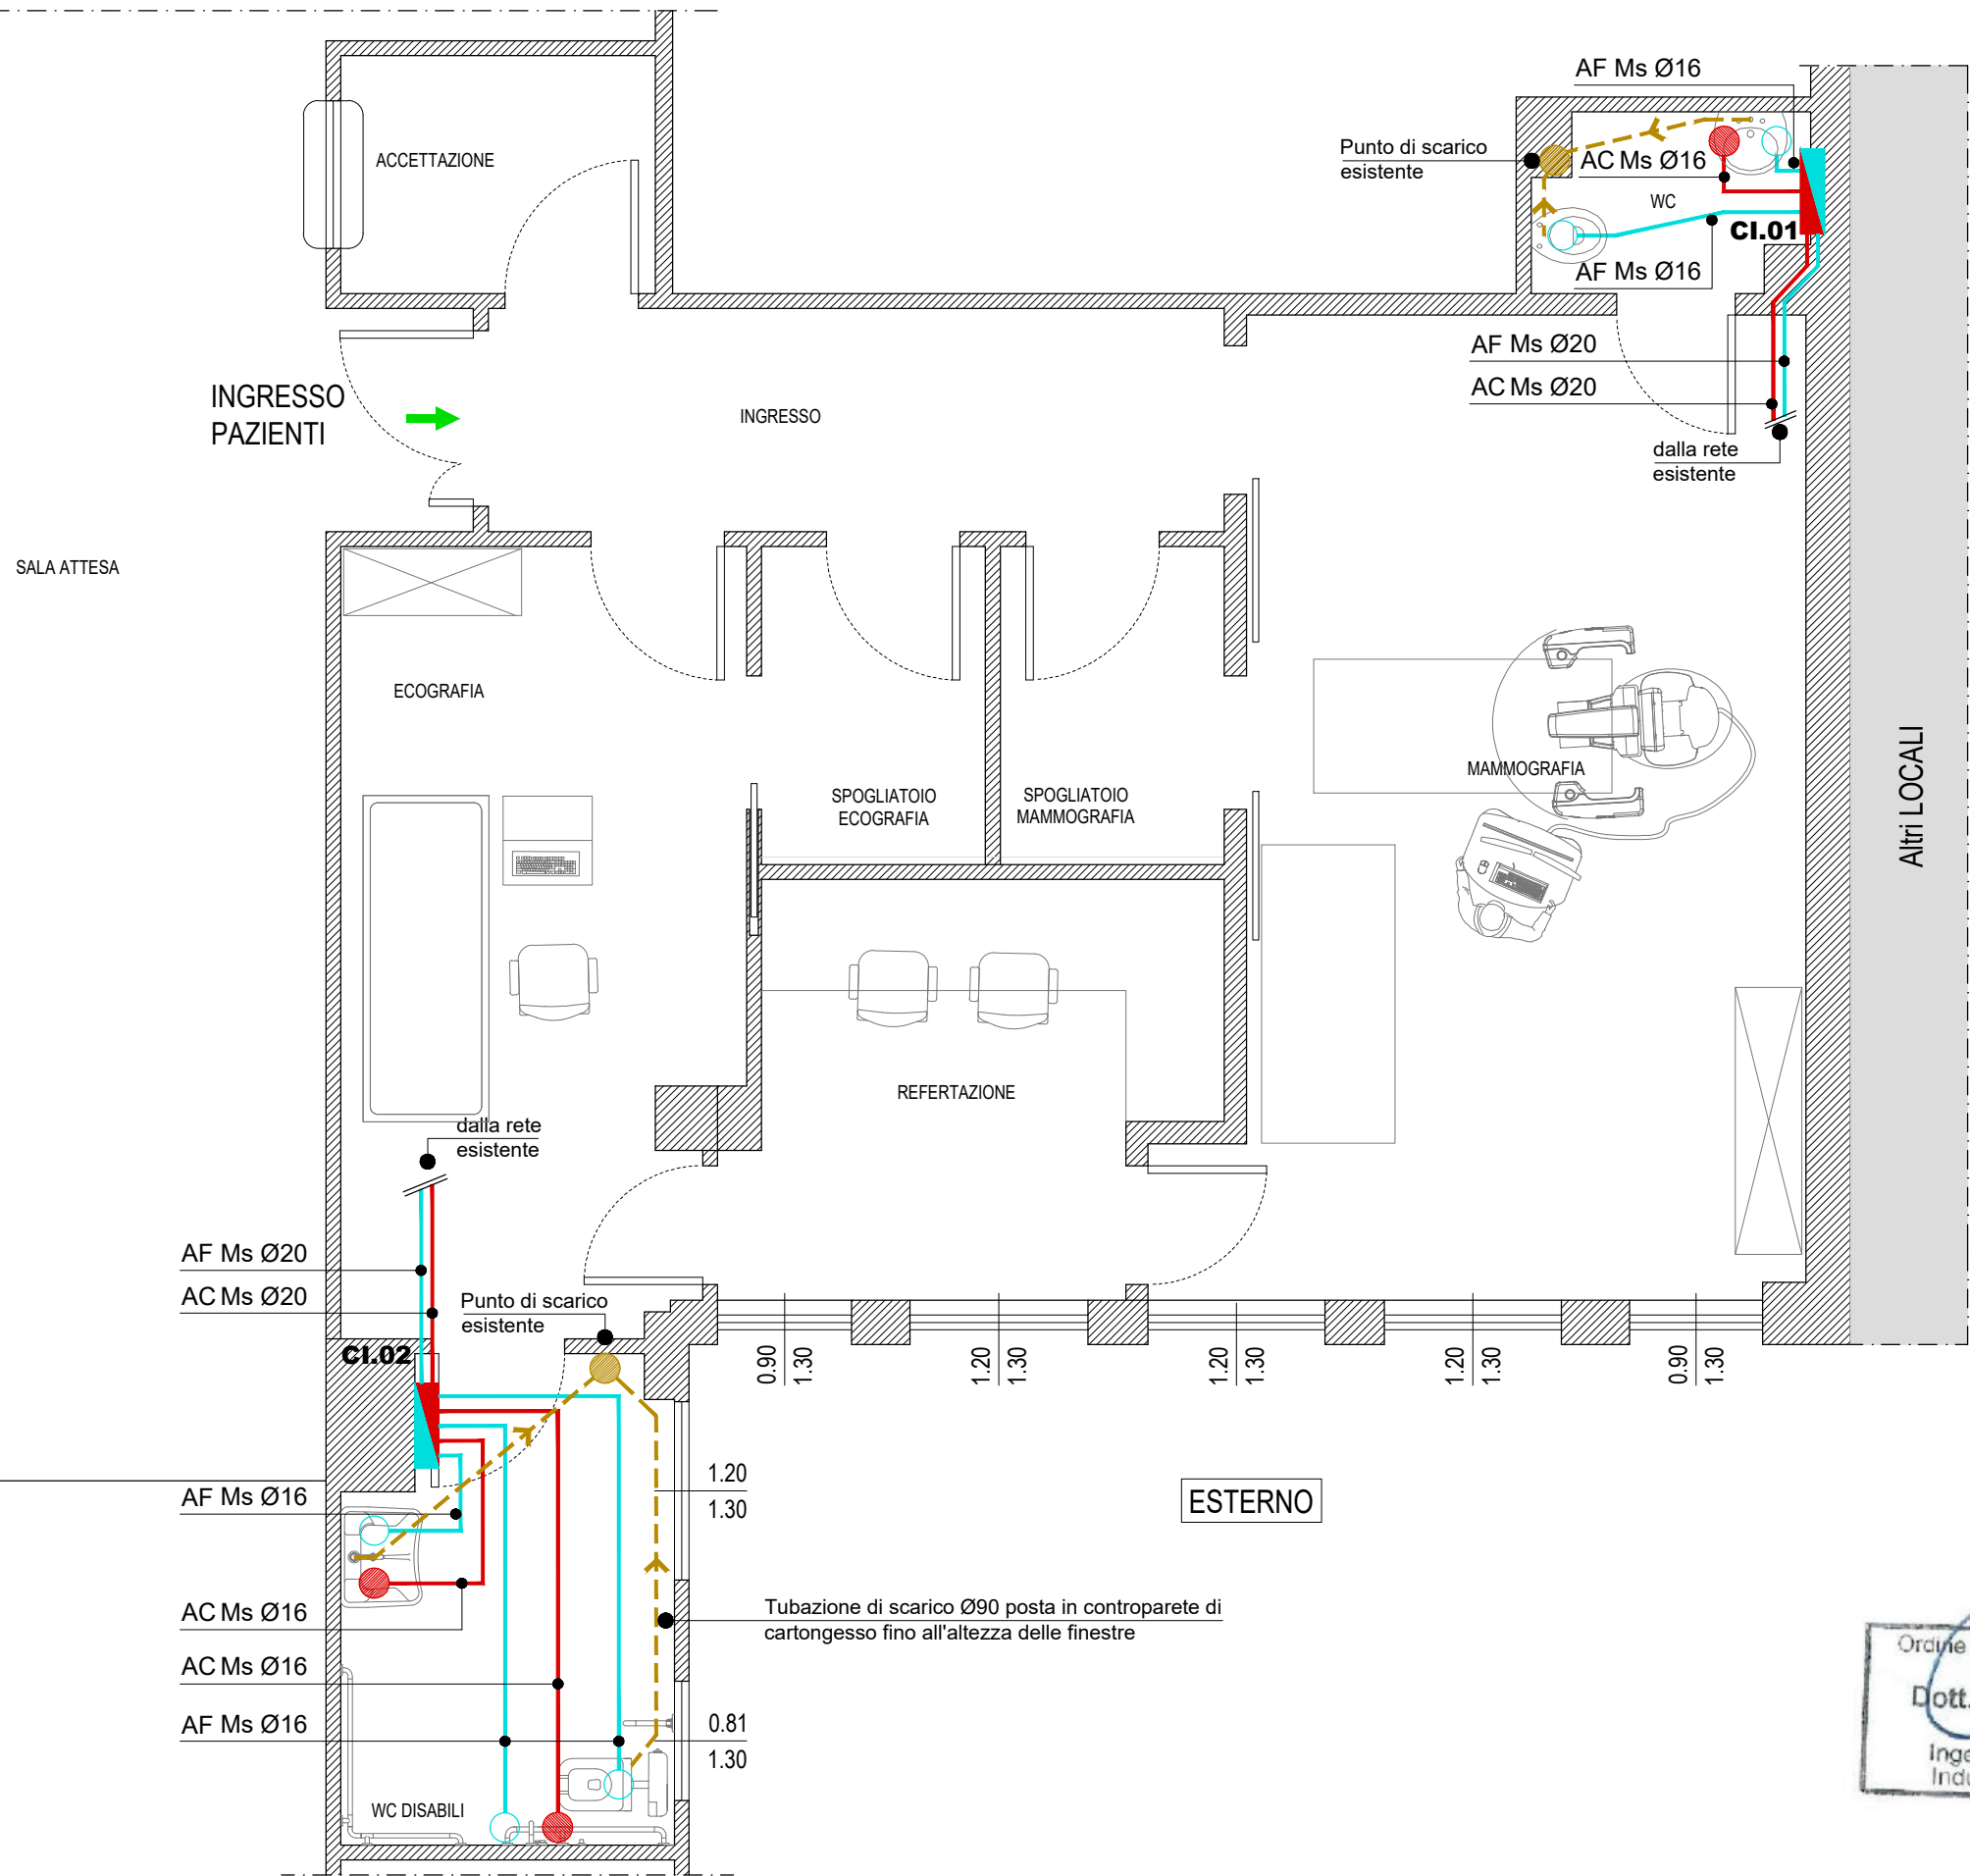 AF Ms Ø16
ACCETTAZIONE
Punto di scarico
esistente
AC Ms Ø16
WC
CI.01
AF Ms Ø16
AF Ms Ø20
AC Ms Ø20
dalla rete
esistente
INGRESSO
PAZIENTI
INGRESSO
SALA ATTESA
ECOGRAFIA
SPOGLIATOIO
ECOGRAFIA
SPOGLIATOIO
MAMMOGRAFIA
MAMMOGRAFIA
Altri LOCALI
REFERTAZIONE
dalla rete
esistente
AF Ms Ø20
AC Ms Ø20
Punto di scarico
esistente
CI.02
0.90
1.30
1.20
1.30
1.20
1.30
1.20
1.30
0.90
1.30
1.20
1.30
ESTERNO
AF Ms Ø16
AC Ms Ø16
AC Ms Ø16
AF Ms Ø16
Tubazione di scarico Ø90 posta in controparete di
cartongesso fino all'altezza delle finestre
0.81
1.30
WC DISABILI
Ordine
Dott.